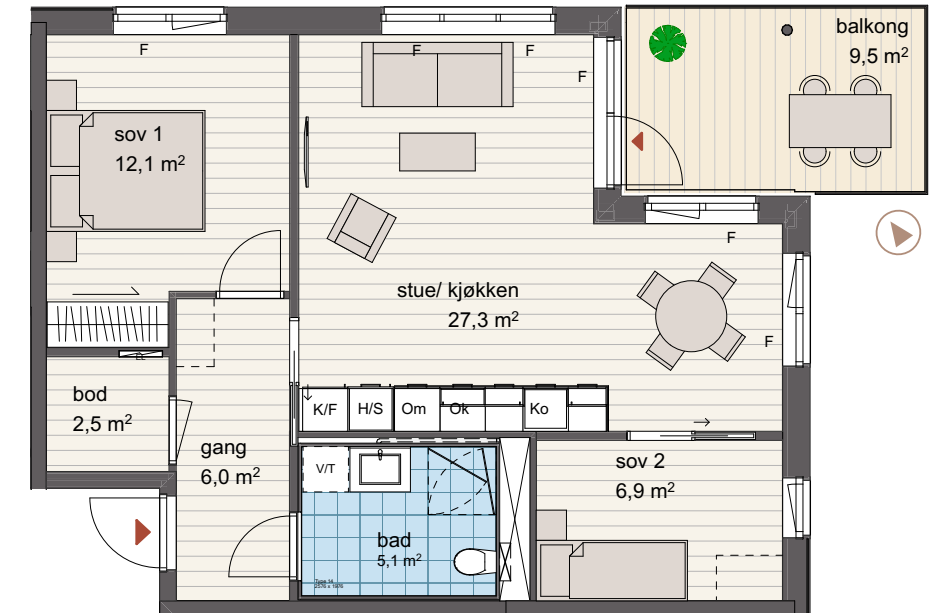 balkong
9,5 m²
F
F
F
F
sov 1
12,1 m²
stue/ kjøkken
27,3 m²
F
F
bod
2,5 m²
K/F
H/S
Om
Ok
Ko
gang
6,0 m²
V/T
sov 2
6,9 m²
bad
5,1 m²